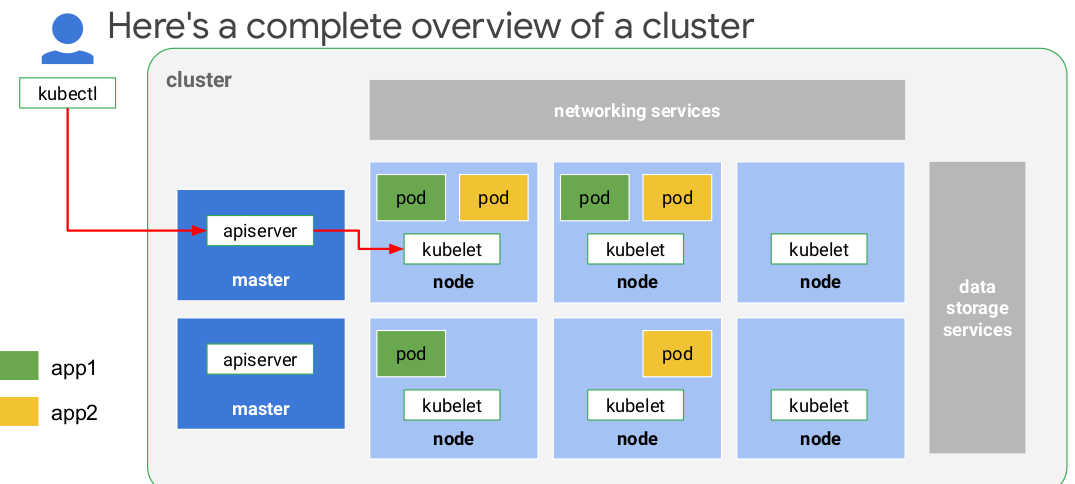 Here's a complete overview of a cluster
kubectl
cluster
networking services
pod
pod
pod
pod
apiserver
kubelet
kubelet
kubelet
master
node
node
node
data
storage
services
pod
pod
apiserver
kubelet
kubelet
kubelet
master
node
node
node
app1
app2